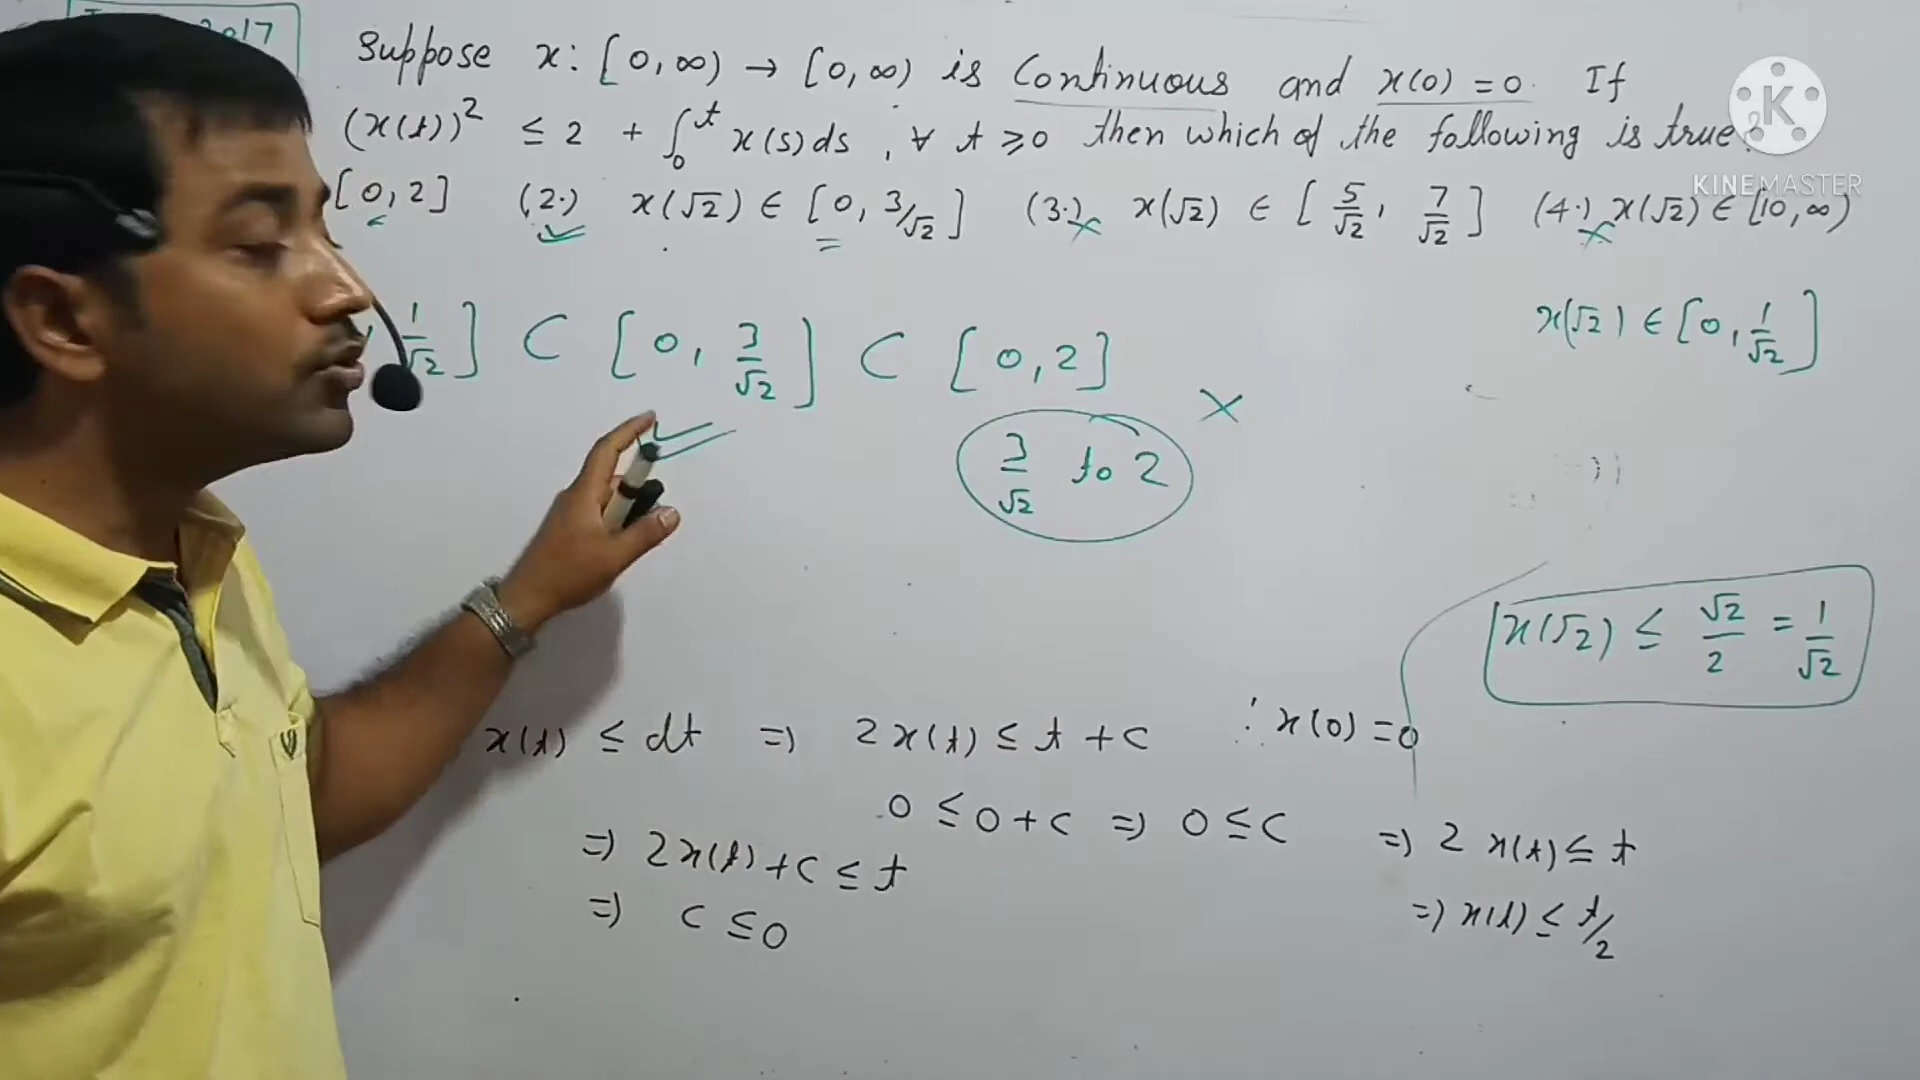 2017
Suppose x: [0, ∞) → [0, ∞) is Continuous and x(0) = 0. If
(x(t))² ≤ 2 + ∫₀ᵗ x(s) ds , ∀ t ≥ 0 then which of the following is true?
[0, 2] (2.) x(√2) ∈ [0, 3/√2] (3.) x(√2) ∈ [5/√2, 7/√2] (4.) x(√2) ∈ [10, ∞)
KINEMASTER
x(√2) ∈ [0, 1/√2]
1/√2] ⊂ [0, 3/√2] ⊂ [0, 2] ×
3/√2 to 2
x(√2) ≤ √2/2 = 1/√2
x(t) ≤ dt ⇒ 2x(t) ≤ t + c ∵ x(0) = 0
0 ≤ 0 + c ⇒ 0 ≤ c
⇒ 2x(t) + c ≤ t
⇒ c ≤ 0
⇒ 2 x(t) ≤ t
⇒ x(t) ≤ t/2